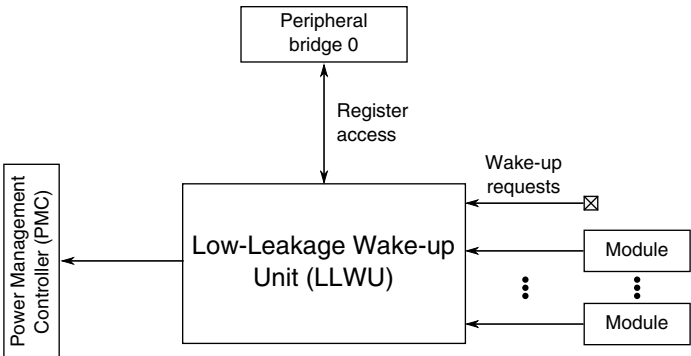 Peripheral
bridge 0
Register
access
Wake-up
requests
Power Management
Controller (PMC)
Low-Leakage Wake-up
Unit (LLWU)
Module
Module